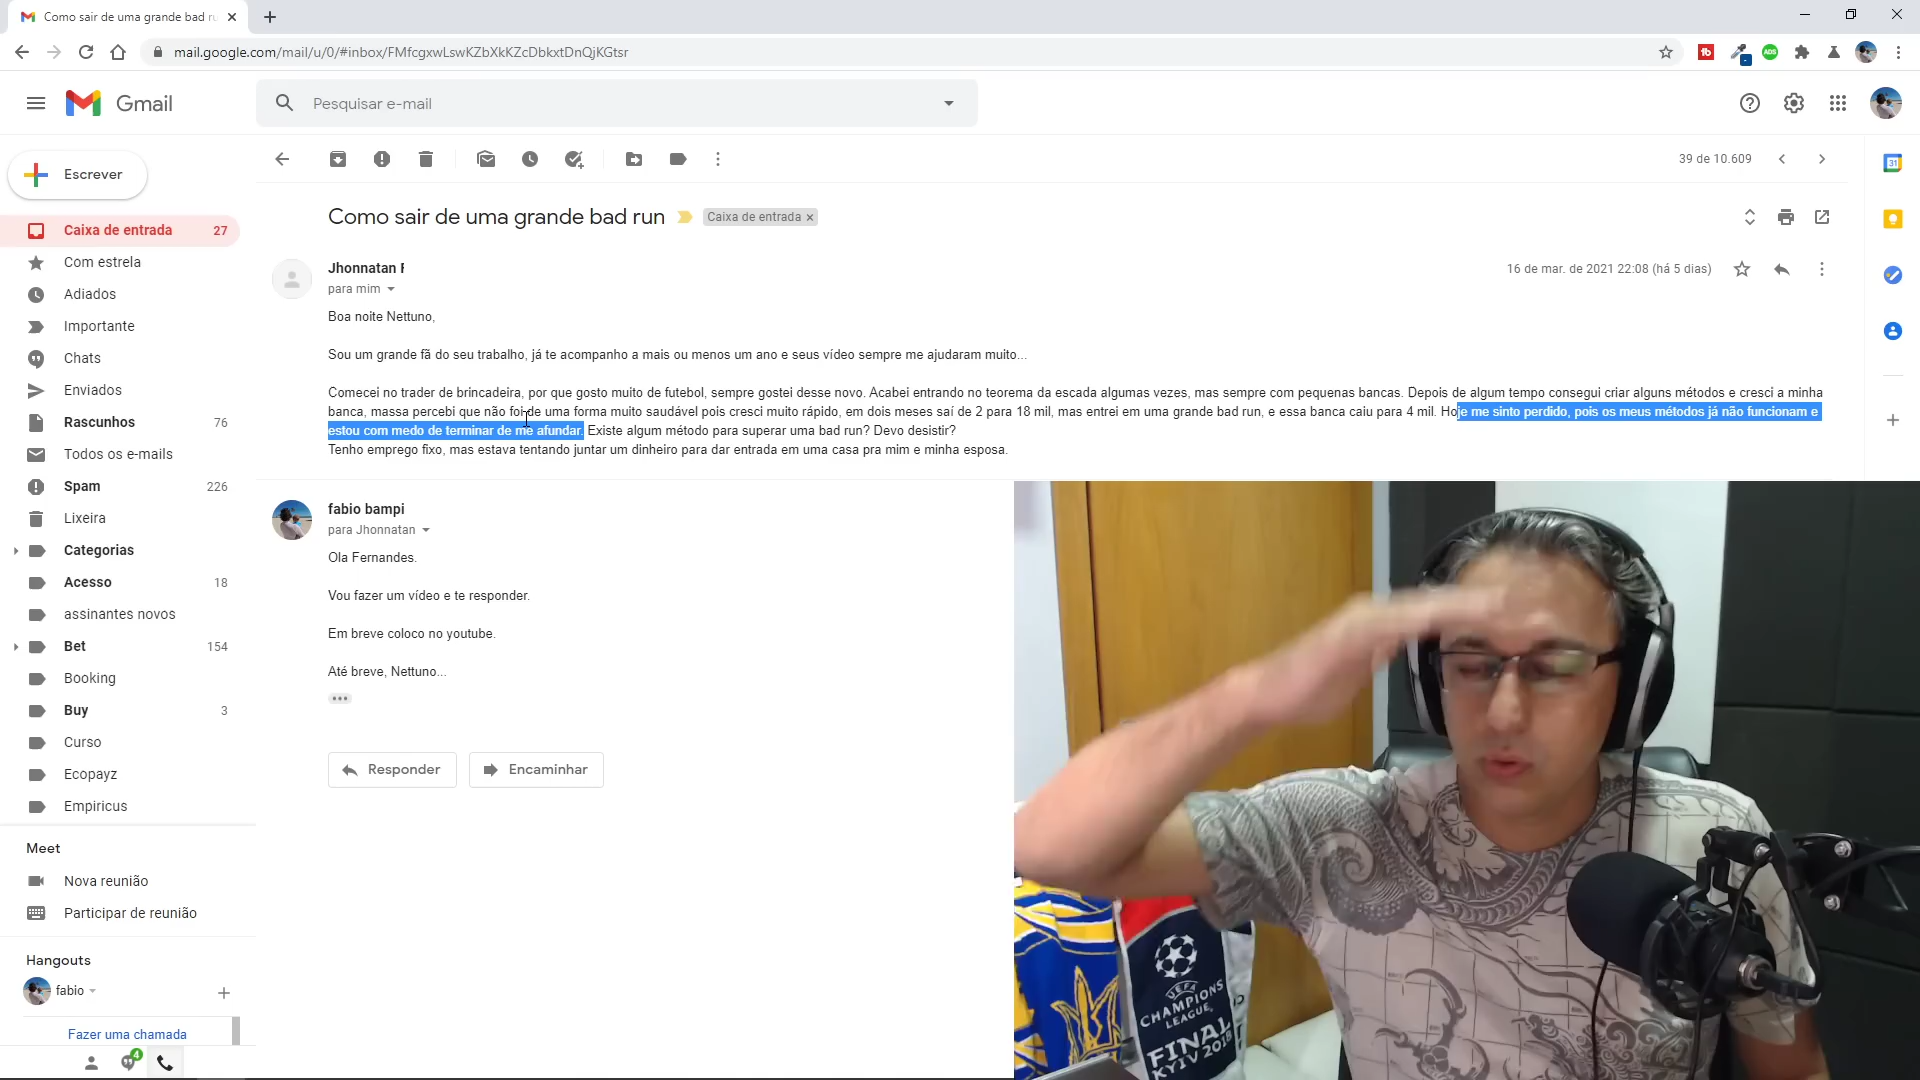 Como sair de uma grande bad ru
mail.google.com/mail/u/0/#inbox/FMfcgxwLswKZbXkKZcDbkxtDnQjKGtsr
Gmail
Pesquisar e-mail
39 de 10.609
Escrever
Como sair de uma grande bad run
Caixa de entrada
Caixa de entrada 27
Com estrela
Adiados
Importante
Chats
Enviados
Rascunhos 76
Todos os e-mails
Spam 226
Lixeira
Categorias
Acesso 18
assinantes novos
Bet 154
Booking
Buy 3
Curso
Ecopayz
Empiricus
Meet
Nova reunião
Participar de reunião
Hangouts
fabio
Fazer uma chamada
4
Jhonnatan F
16 de mar. de 2021 22:08 (há 5 dias)
para mim
Boa noite Nettuno,
Sou um grande fã do seu trabalho, já te acompanho a mais ou menos um ano e seus vídeo sempre me ajudaram muito...
Comecei no trader de brincadeira, por que gosto muito de futebol, sempre gostei desse novo. Acabei entrando no teorema da escada algumas vezes, mas sempre com pequenas bancas. Depois de algum tempo consegui criar alguns métodos e cresci a minha
banca, massa percebi que não foi de uma forma muito saudável pois cresci muito rápido, em dois meses saí de 2 para 18 mil, mas entrei em uma grande bad run, e essa banca caiu para 4 mil. Hoje me sinto perdido, pois os meus métodos já não funcionam e
estou com medo de terminar de me afundar. Existe algum método para superar uma bad run? Devo desistir?
Tenho emprego fixo, mas estava tentando juntar um dinheiro para dar entrada em uma casa pra mim e minha esposa.
fabio bampi
para Jhonnatan
Ola Fernandes.
Vou fazer um vídeo e te responder.
Em breve coloco no youtube.
Até breve, Nettuno...
Responder
Encaminhar
31
UEFA
CHAMPIONS
LEAGUE
FINAL
KYIV 2018